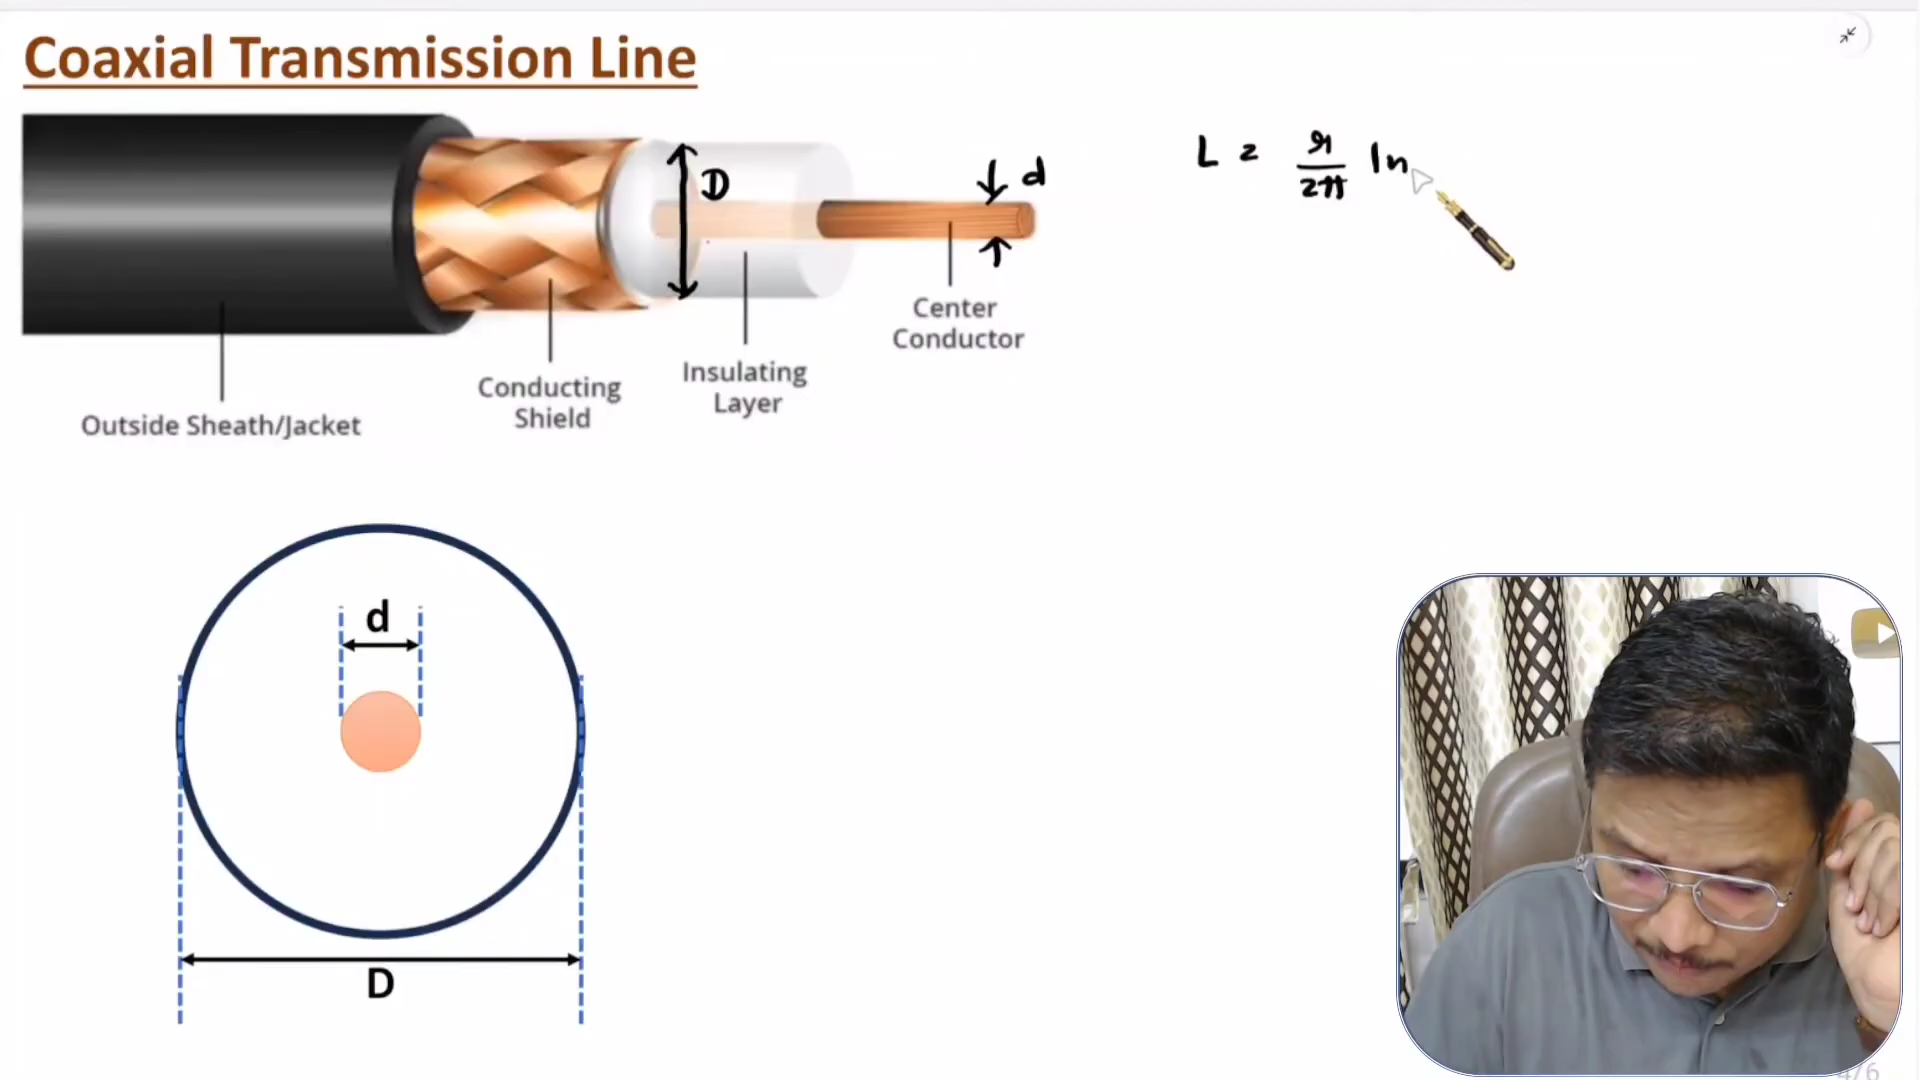 Coaxial Transmission Line
D
d
L = μ/2π ln
Center
Conductor
Insulating
Layer
Conducting
Shield
Outside Sheath/Jacket
d
D